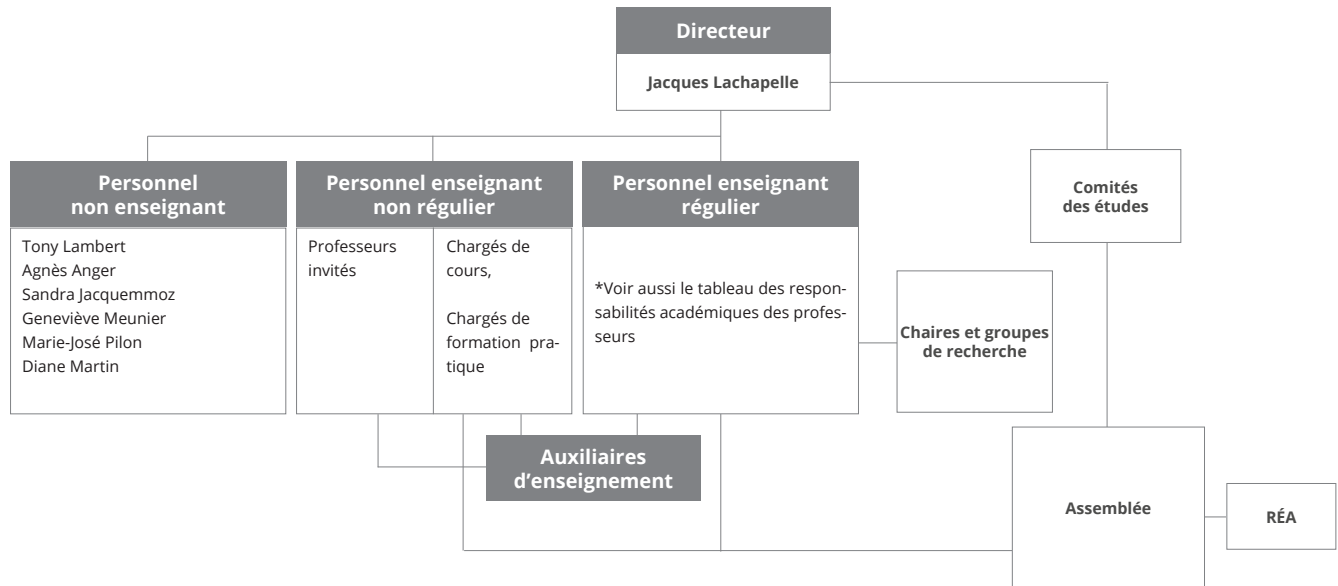 Directeur
Jacques Lachapelle
Personnel
non enseignant
Tony Lambert
Agnès Anger
Sandra Jacquemmoz
Geneviève Meunier
Marie-José Pilon
Diane Martin
Personnel enseignant
non régulier
Professeurs
invités
Chargés de
cours,
Chargés de
formation pra-
tique
Personnel enseignant
régulier
*Voir aussi le tableau des respon-
sabilités académiques des profes-
seurs
Auxiliaires
d’enseignement
Chaires et groupes
de recherche
Comités
des études
Assemblée
RÉA